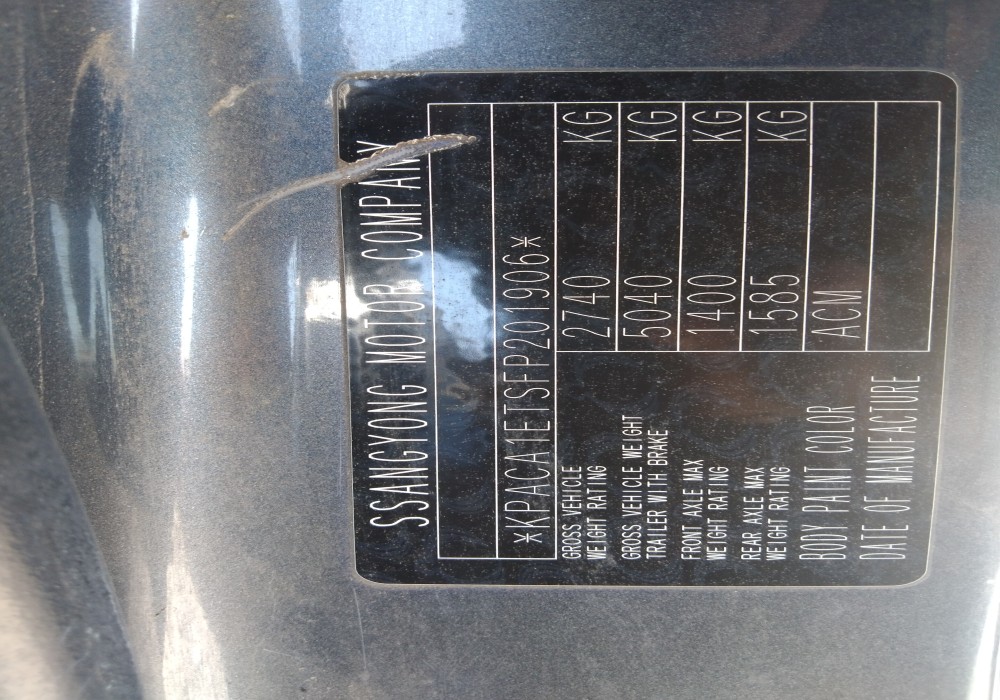 SSANGYONG MOTOR COMPANY
*KPACA1ETSFP201906*
GROSS VEHICLE
WEIGHT RATING 2740 KG
GROSS VEHICLE WEIGHT
TRAILER WITH BRAKE 5040 KG
FRONT AXLE MAX
WEIGHT RATING 1400 KG
REAR AXLE MAX
WEIGHT RATING 1585 KG
BODY PAINT COLOR ACM
DATE OF MANUFACTURE